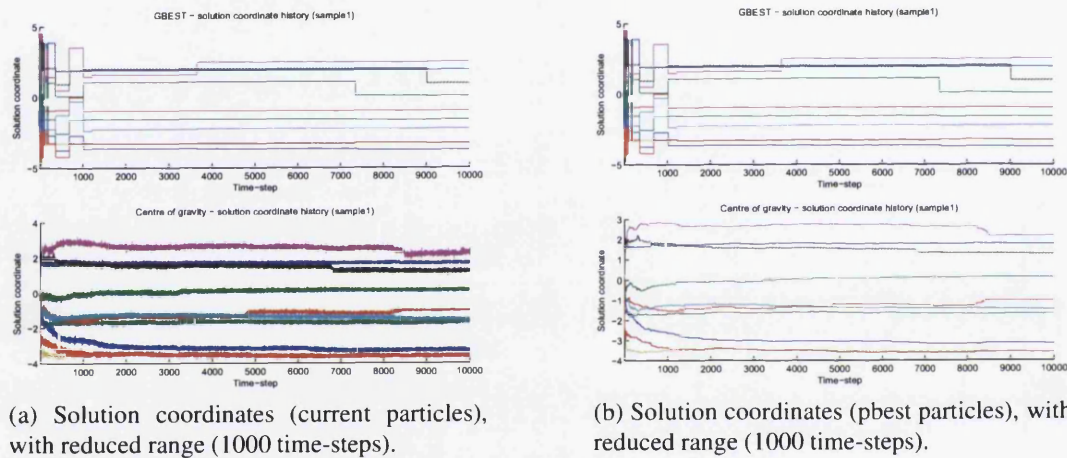 GBEST - solution coordinate history (sample1)
5
0
-5
Solution coordinate
1000 2000 3000 4000 5000 6000 7000 8000 9000 10000
Time-step
Centre of gravity - solution coordinate history (sample1)
4
2
0
-2
-4
Solution coordinate
1000 2000 3000 4000 5000 6000 7000 8000 9000 10000
Time-step
(a) Solution coordinates (current particles),
with reduced range (1000 time-steps).
GBEST - solution coordinate history (sample1)
5
0
-5
Solution coordinate
1000 2000 3000 4000 5000 6000 7000 8000 9000 10000
Time-step
Centre of gravity - solution coordinate history (sample1)
3
2
1
0
-1
-2
-3
-4
Solution coordinate
1000 2000 3000 4000 5000 6000 7000 8000 9000 10000
Time-step
(b) Solution coordinates (pbest particles), with
reduced range (1000 time-steps).